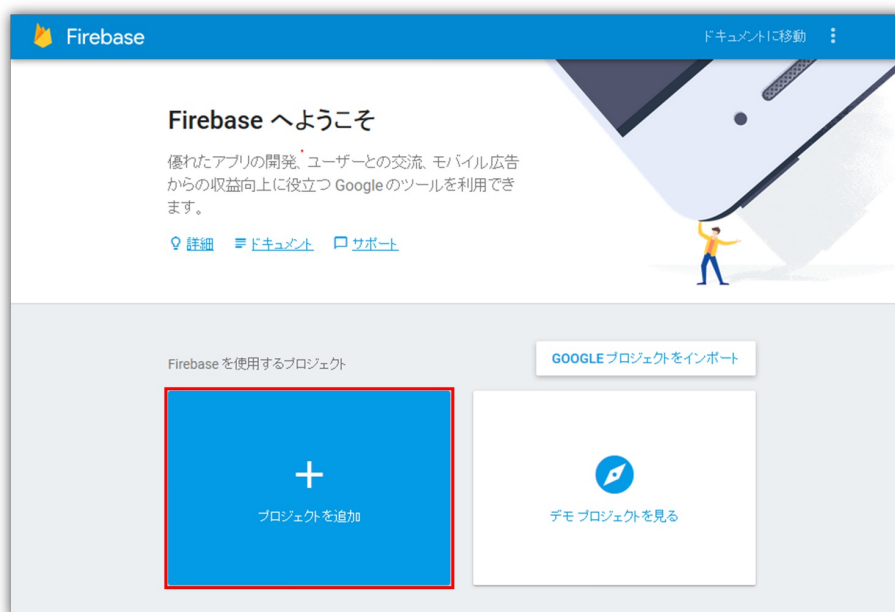 Firebase
ドキュメントに移動
Firebase へようこそ
優れたアプリの開発、ユーザーとの交流、モバイル広告
からの収益向上に役立つ Google のツールを利用でき
ます。
詳細 ドキュメント サポート
Firebase を使用するプロジェクト
GOOGLE プロジェクトをインポート
プロジェクトを追加
デモ プロジェクトを見る